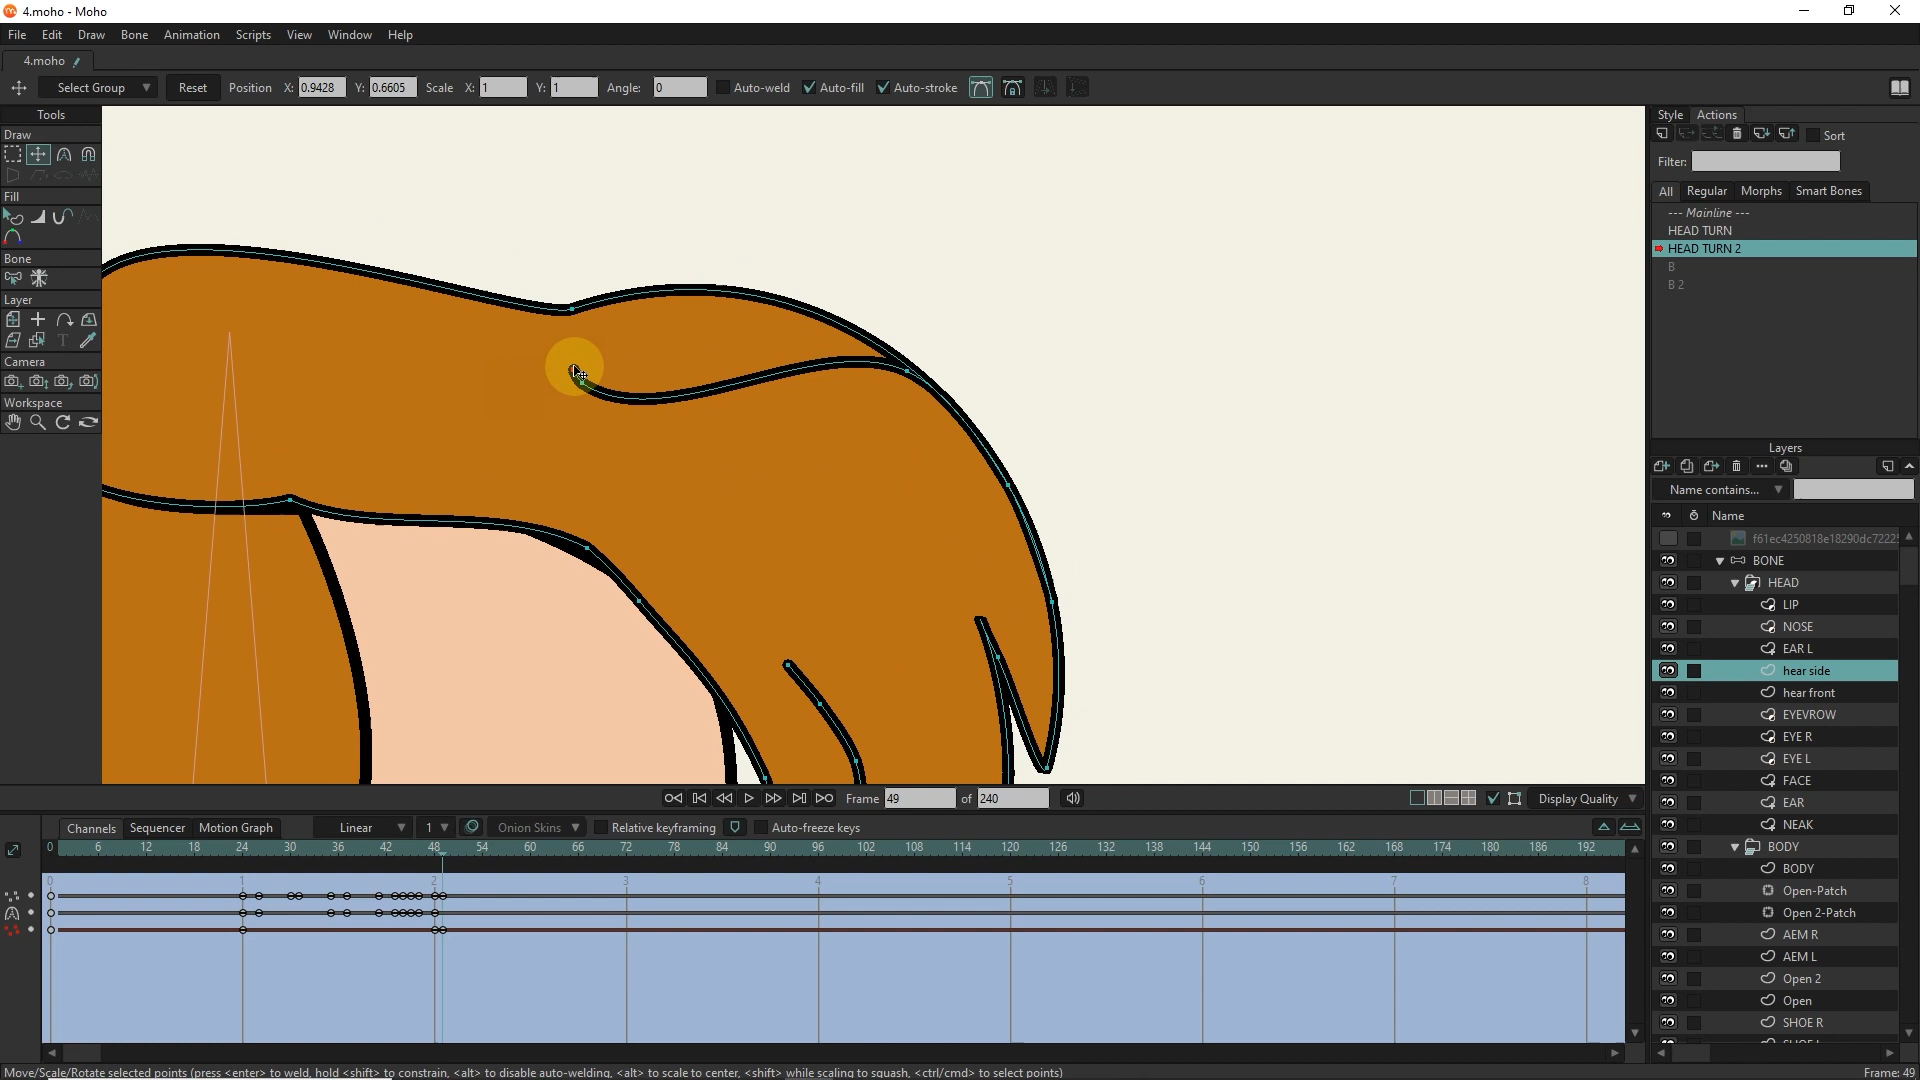 4.moho - Moho
File Edit Draw Bone Animation Scripts View Window Help
4.moho
Select Group Reset Position X: 0.9428 Y: 0.6605 Scale X: 1 Y: 1 Angle: 0 Auto-weld Auto-fill Auto-stroke
Tools
Draw
Fill
Bone
Layer
Camera
Workspace
Style Actions
Sort
Filter:
All Regular Morphs Smart Bones
--- Mainline ---
HEAD TURN
HEAD TURN 2
B
B 2
Layers
Name contains...
Name
f61ec4250818e18290dc72225
BONE
HEAD
LIP
NOSE
EAR L
hear side
hear front
EYEVROW
EYE R
EYE L
FACE
EAR
NEAK
BODY
BODY
Open-Patch
Open 2-Patch
AEM R
AEM L
Open 2
Open
SHOE R
Frame 49 of 240 Display Quality
Channels Sequencer Motion Graph Linear 1 Onion Skins Relative keyframing Auto-freeze keys
0 6 12 18 24 30 36 42 48 54 60 66 72 78 84 90 96 102 108 114 120 126 132 138 144 150 156 162 168 174 180 186 192
0 1 2 3 4 5 6 7 8
Move/Scale/Rotate selected points (press <enter> to weld, hold <shift> to constrain, <alt> to disable auto-welding, <alt> to scale to center, <shift> while scaling to squash, <ctrl/cmd> to select points) Frame: 49